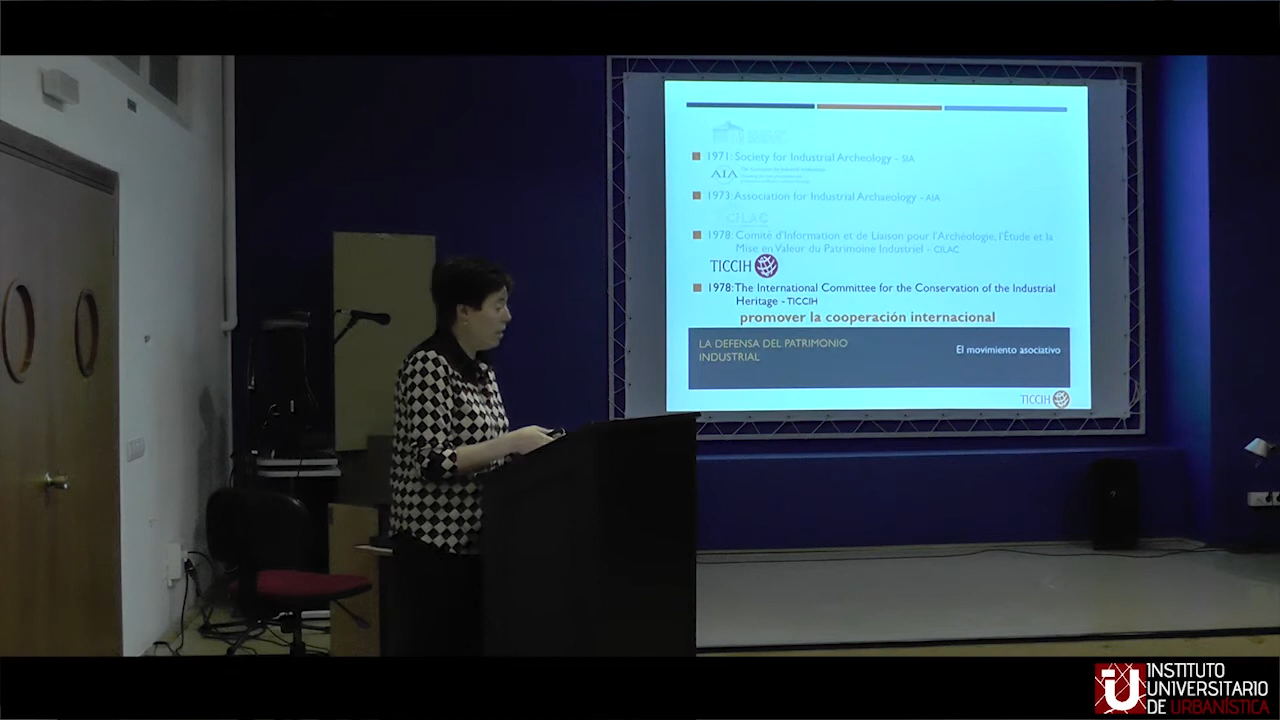 1971: Society for Industrial Archeology - SIA
AIA
1973: Association for Industrial Archaeology - AIA
CILAC
1978: Comité d'Information et de Liaison pour l'Archéologie, l'Étude et la
Mise en Valeur du Patrimoine Industriel - CILAC
TICCIH
1978: The International Committee for the Conservation of the Industrial
Heritage - TICCIH
promover la cooperación internacional
LA DEFENSA DEL PATRIMONIO
INDUSTRIAL
El movimiento asociativo
TICCIH
INSTITUTO
UNIVERSITARIO
DE URBANÍSTICA